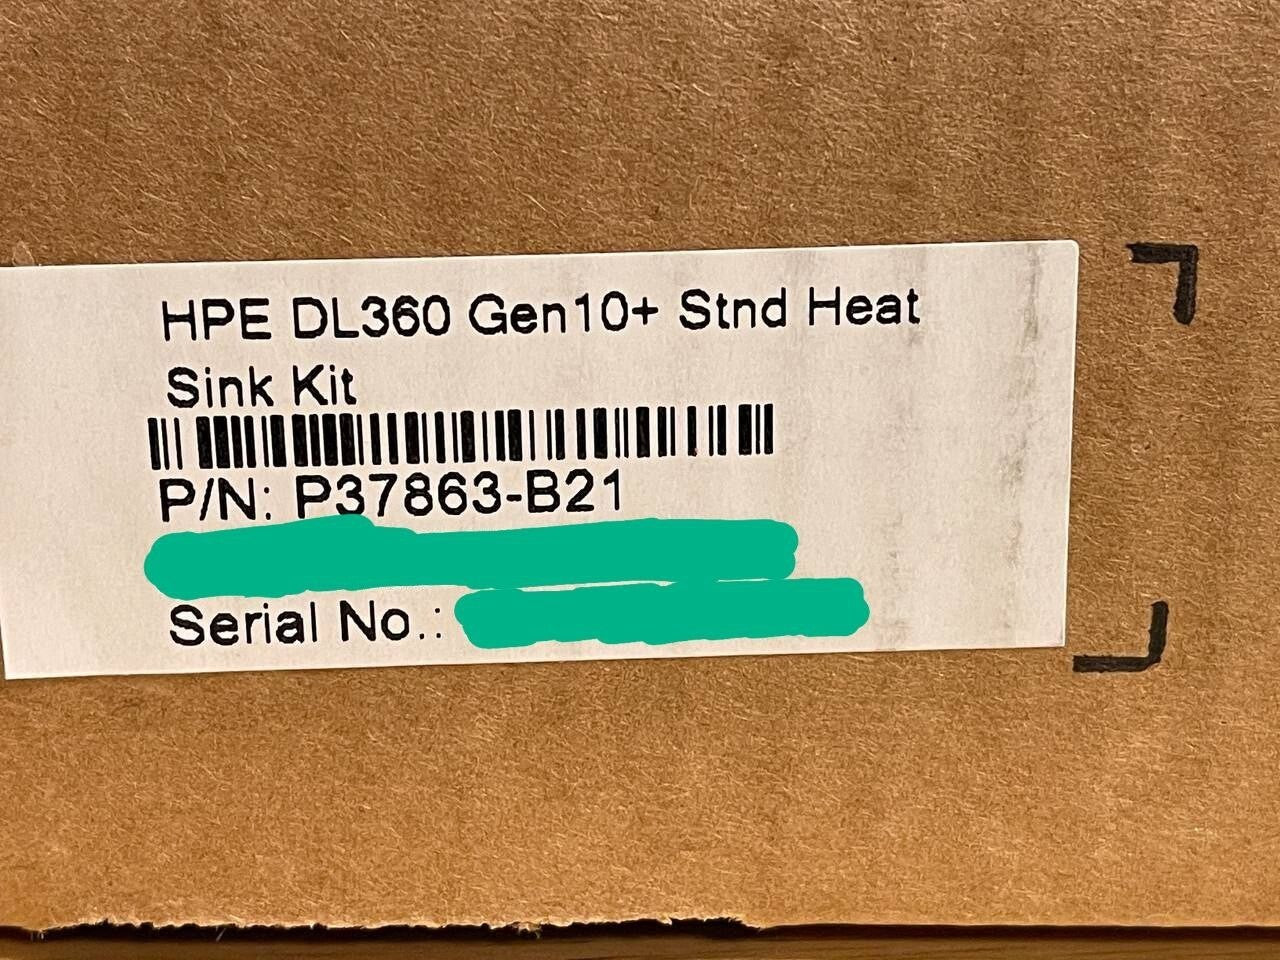 HPE DL360 Gen10+ Stnd Heat
Sink Kit
P/N: P37863-B21
Serial No.: